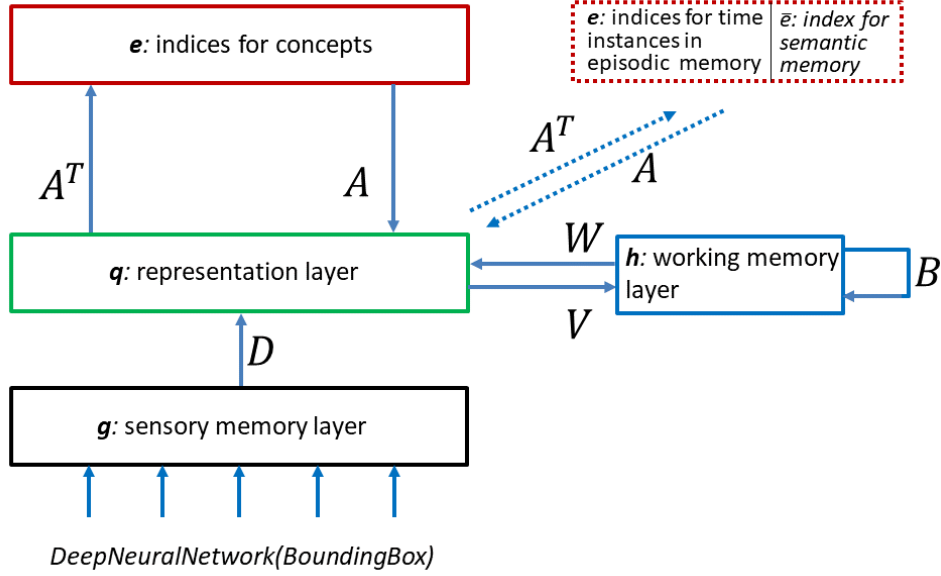 e: indices for concepts
e: indices for time
instances in
episodic memory
ē: index for
semantic
memory
A^T
A
A^T
A
q: representation layer
W
V
h: working memory
layer
B
D
g: sensory memory layer
DeepNeuralNetwork(BoundingBox)